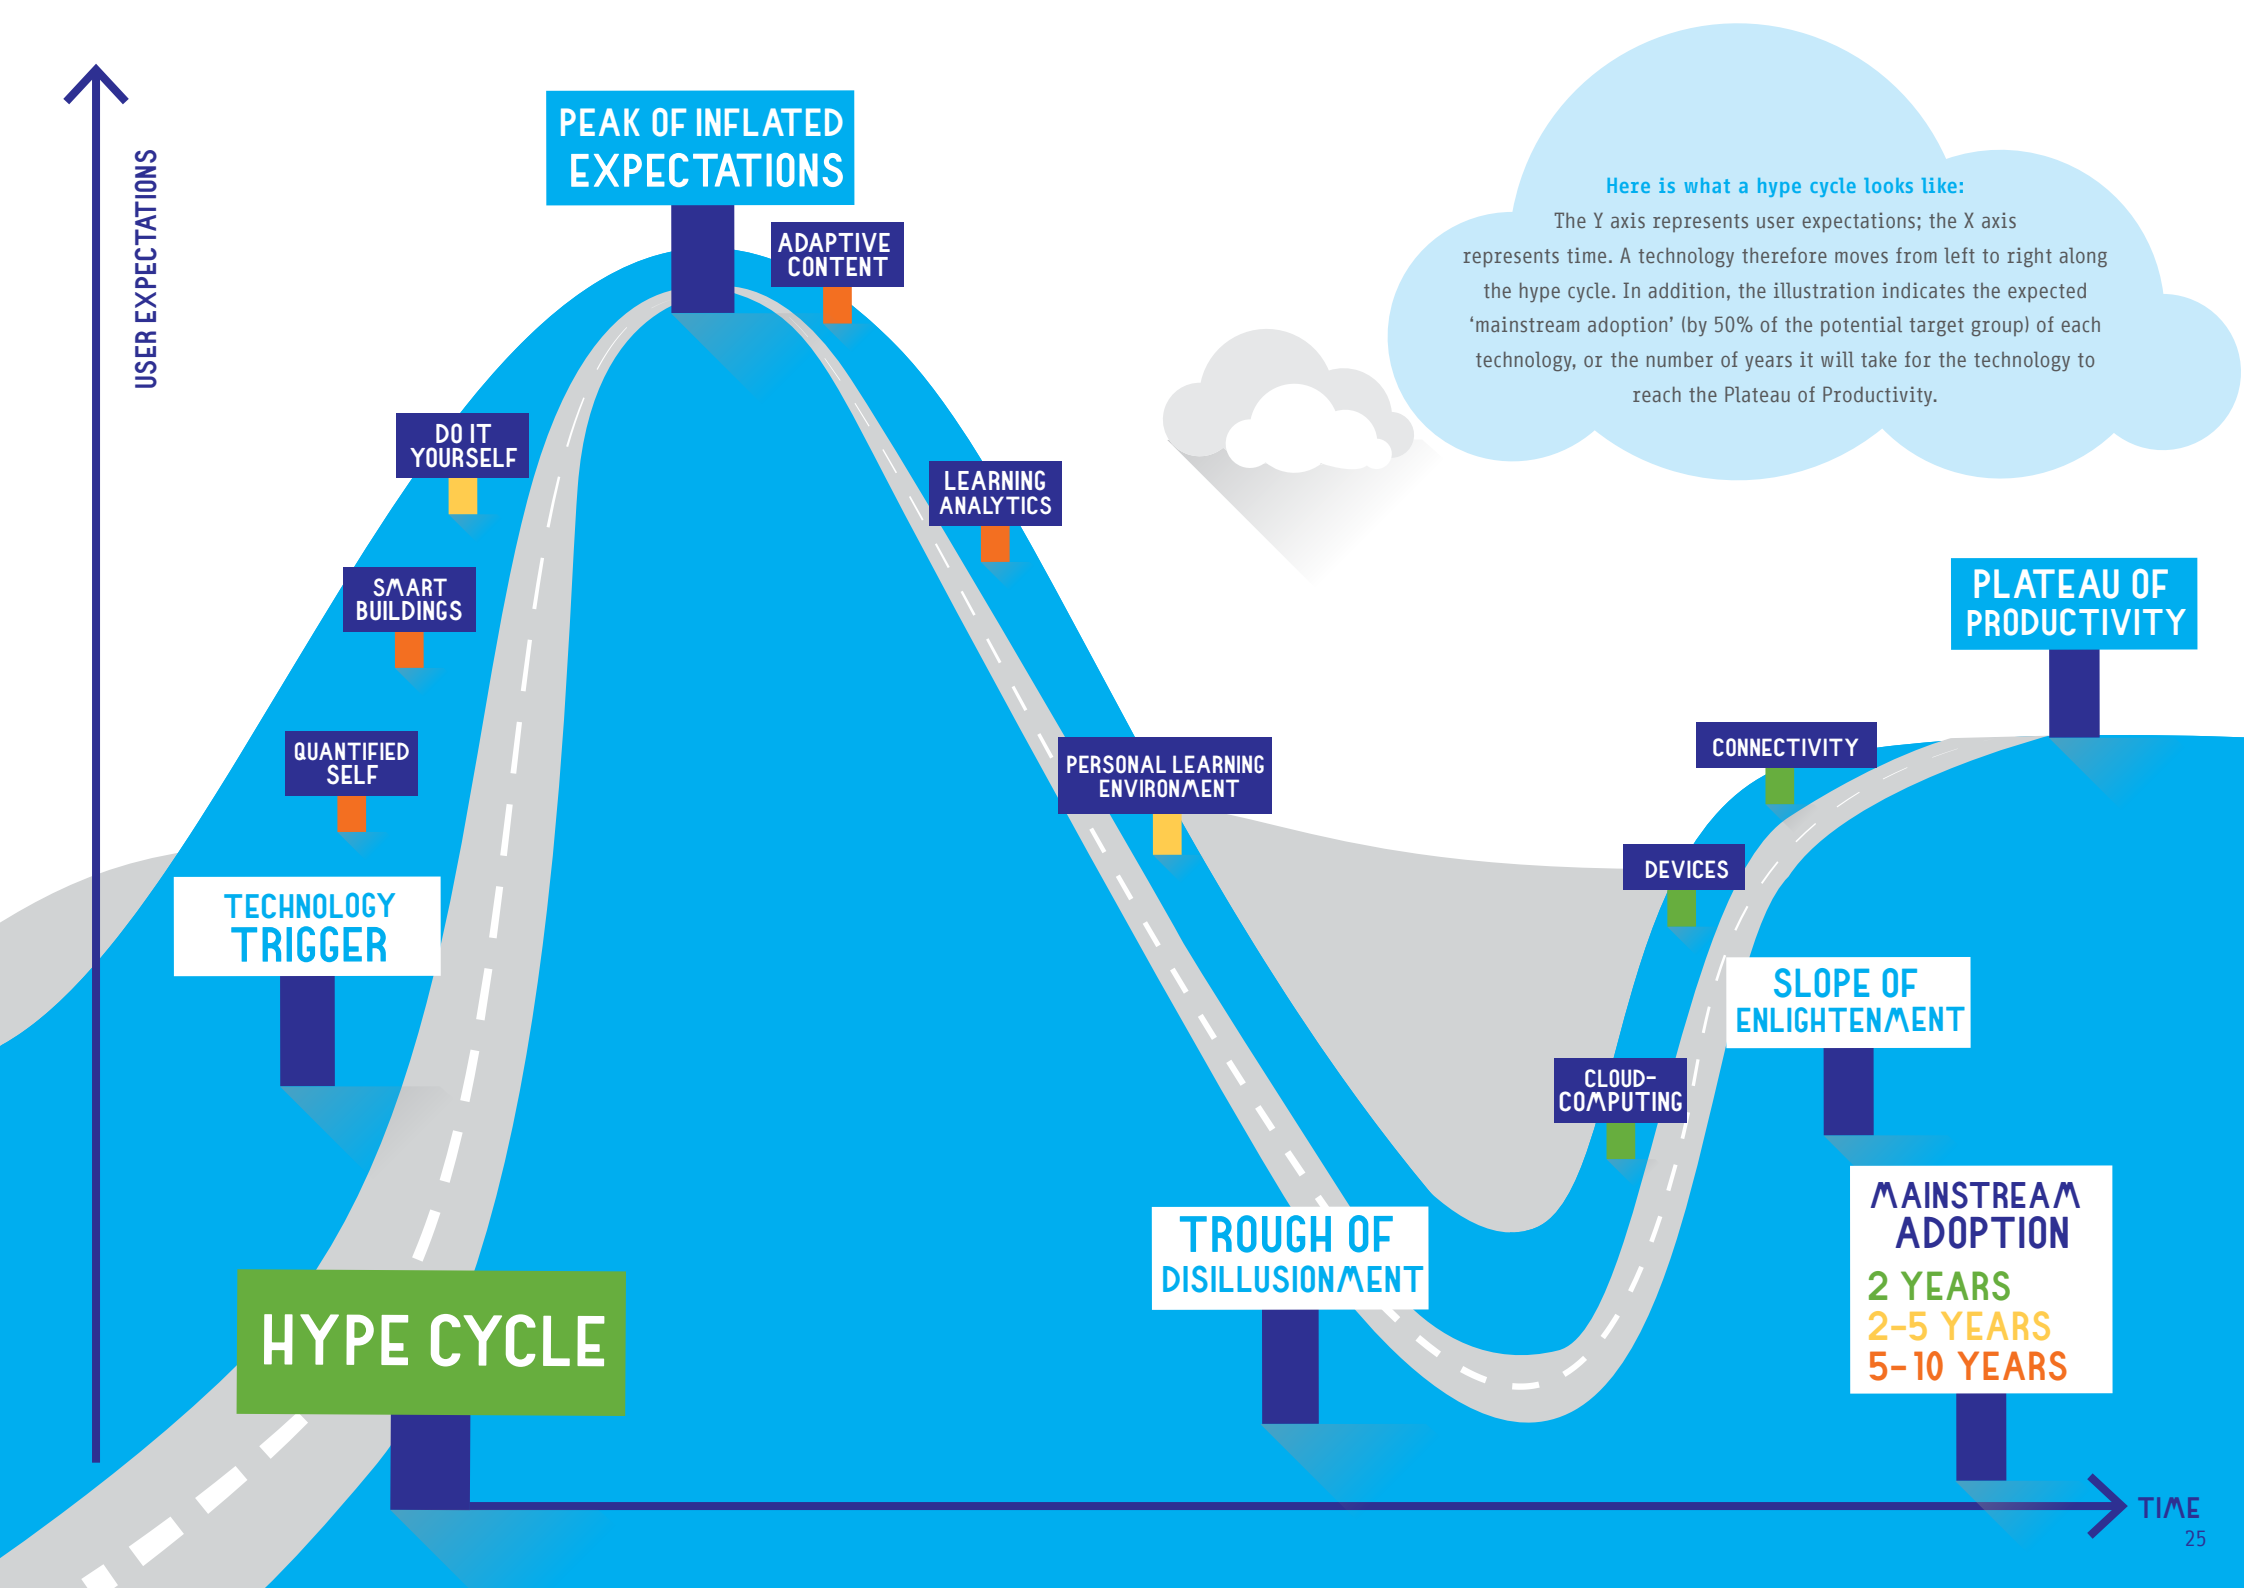 USER EXPECTATIONS
PEAK OF INFLATED
EXPECTATIONS
ADAPTIVE
CONTENT
Here is what a hype cycle looks like:
The Y axis represents user expectations; the X axis
represents time. A technology therefore moves from left to right along
the hype cycle. In addition, the illustration indicates the expected
‘mainstream adoption’ (by 50% of the potential target group) of each
technology, or the number of years it will take for the technology to
reach the Plateau of Productivity.
DO IT
YOURSELF
LEARNING
ANALYTICS
SMART
BUILDINGS
PLATEAU OF
PRODUCTIVITY
QUANTIFIED
SELF
PERSONAL LEARNING
ENVIRONMENT
CONNECTIVITY
DEVICES
TECHNOLOGY
TRIGGER
SLOPE OF
ENLIGHTENMENT
CLOUD-
COMPUTING
TROUGH OF
DISILLUSIONMENT
MAINSTREAM
ADOPTION
2 YEARS
2-5 YEARS
5-10 YEARS
HYPE CYCLE
TIME
25